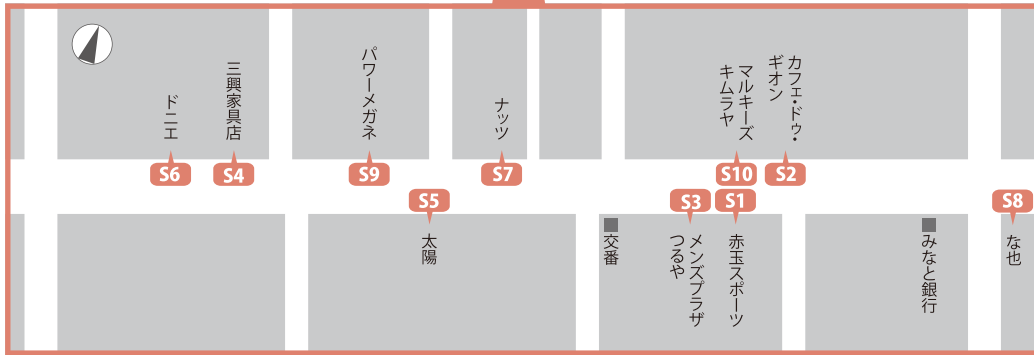 ドニエ
S6
三興家具店
S4
パワーメガネ
S9
ナッツ
S7
マルキーズ
キムラヤ
S10
カフェ・ドゥ・
ギオン
S2
S5
太陽
交番
S3
メンズプラザ
つるや
S1
赤玉スポーツ
みなと銀行
S8
な也